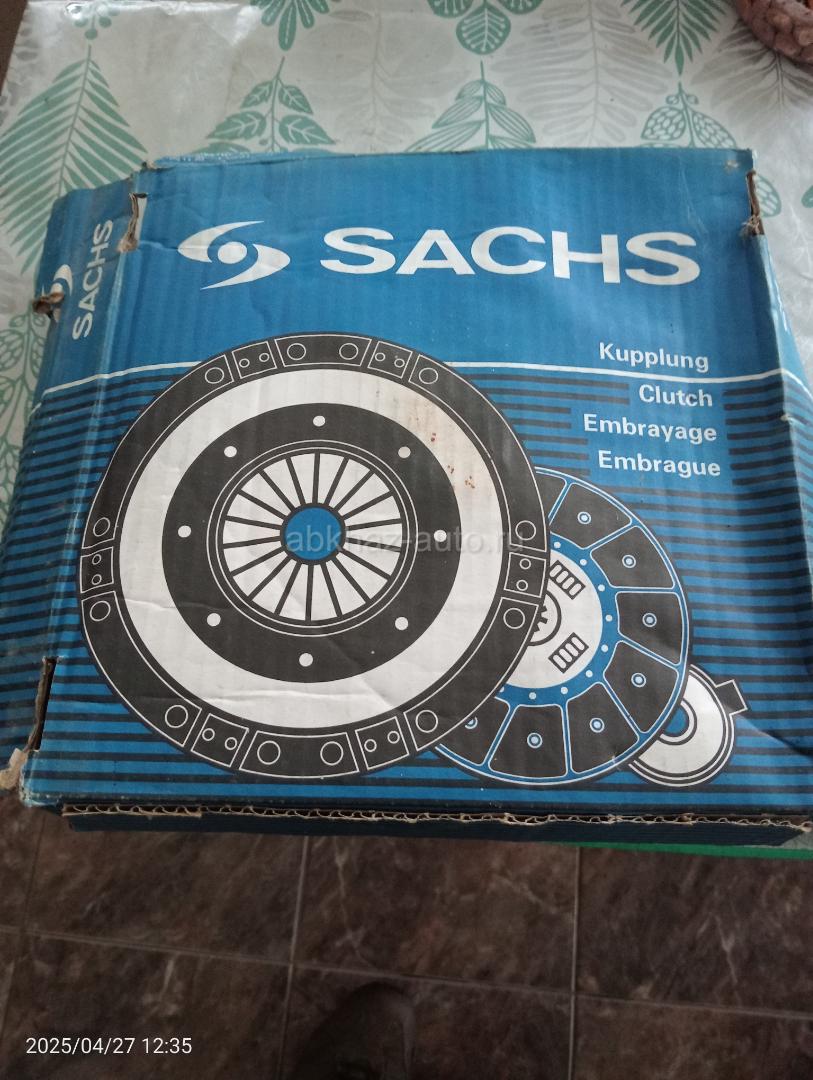 SACHS
SACHS
Kupplung
Clutch
Embrayage
Embrague
abkhaz-auto.ru
2025/04/27 12:35